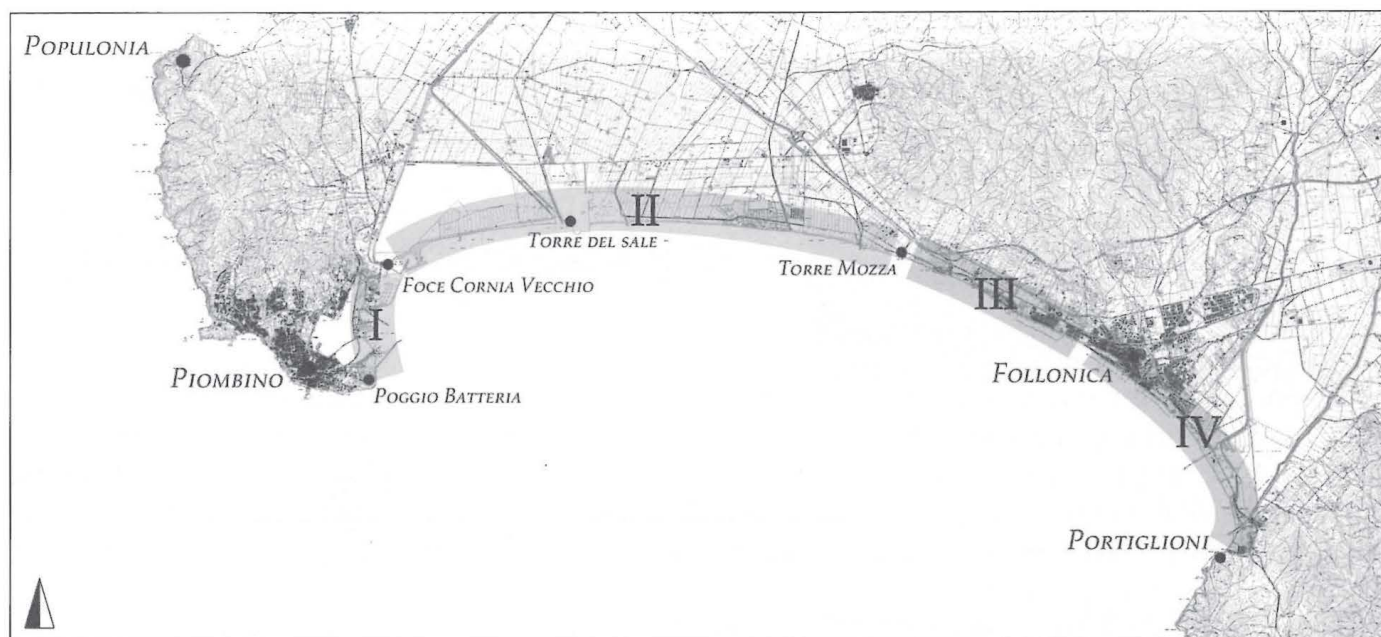 POPULONIA
II
TORRE DEL SALE
TORRE MOZZA
FOCE CORNIA VECCHIO
III
I
PIOMBINO
POGGIO BATTERIA
FOLLONICA
IV
PORTIGLIONI